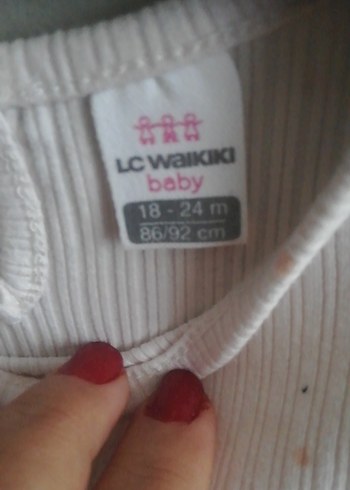 LC WAIKIKI
baby
18 - 24 m
86/92 cm